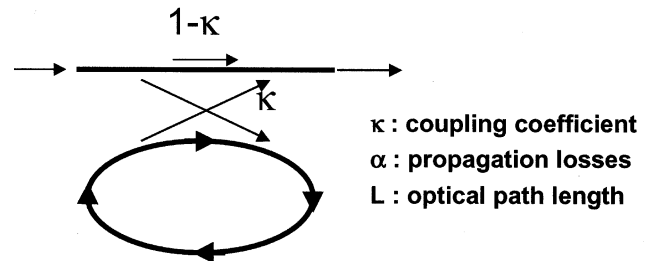 1-κ
κ
κ : coupling coefficient
α : propagation losses
L : optical path length